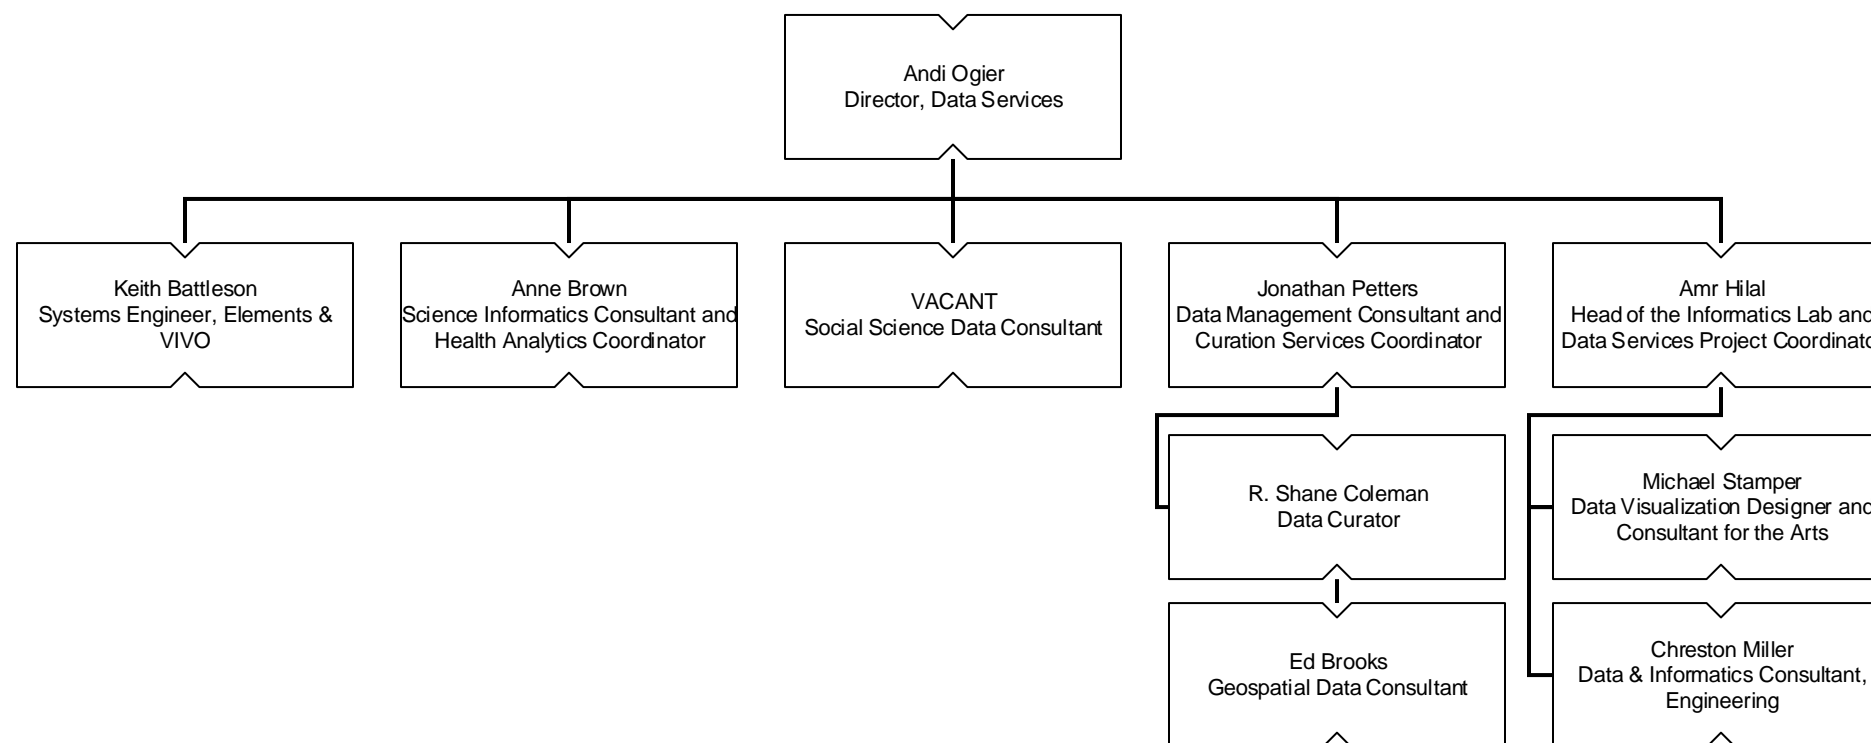 Andi Ogier
Director, Data Services
Keith Battleson
Systems Engineer, Elements &
VIVO
Anne Brown
Science Informatics Consultant and
Health Analytics Coordinator
VACANT
Social Science Data Consultant
Jonathan Petters
Data Management Consultant and
Curation Services Coordinator
Amr Hilal
Head of the Informatics Lab and
Data Services Project Coordinato
R. Shane Coleman
Data Curator
Michael Stamper
Data Visualization Designer and
Consultant for the Arts
Ed Brooks
Geospatial Data Consultant
Chreston Miller
Data & Informatics Consultant,
Engineering